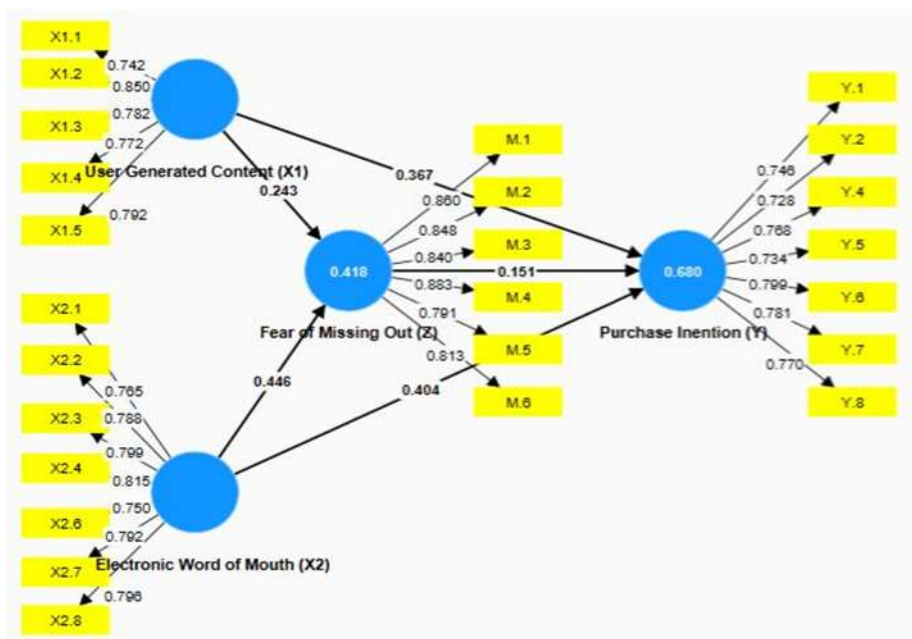 X1.1
X1.2
X1.3
X1.4
X1.5
0.742
0.850
0.782
0.772
0.792
User Generated Content (X1)
0.243
0.367
X2.1
X2.2
X2.3
X2.4
X2.6
X2.7
X2.8
0.765
0.788
0.799
0.815
0.750
0.792
0.796
Electronic Word of Mouth (X2)
0.446
0.404
0.418
Fear of Missing Out (Z)
0.151
M.1
M.2
M.3
M.4
M.5
M.6
0.860
0.848
0.840
0.883
0.791
0.813
0.680
Purchase Inention (Y)
Y.1
Y.2
Y.4
Y.5
Y.6
Y.7
Y.8
0.746
0.728
0.768
0.734
0.799
0.781
0.770